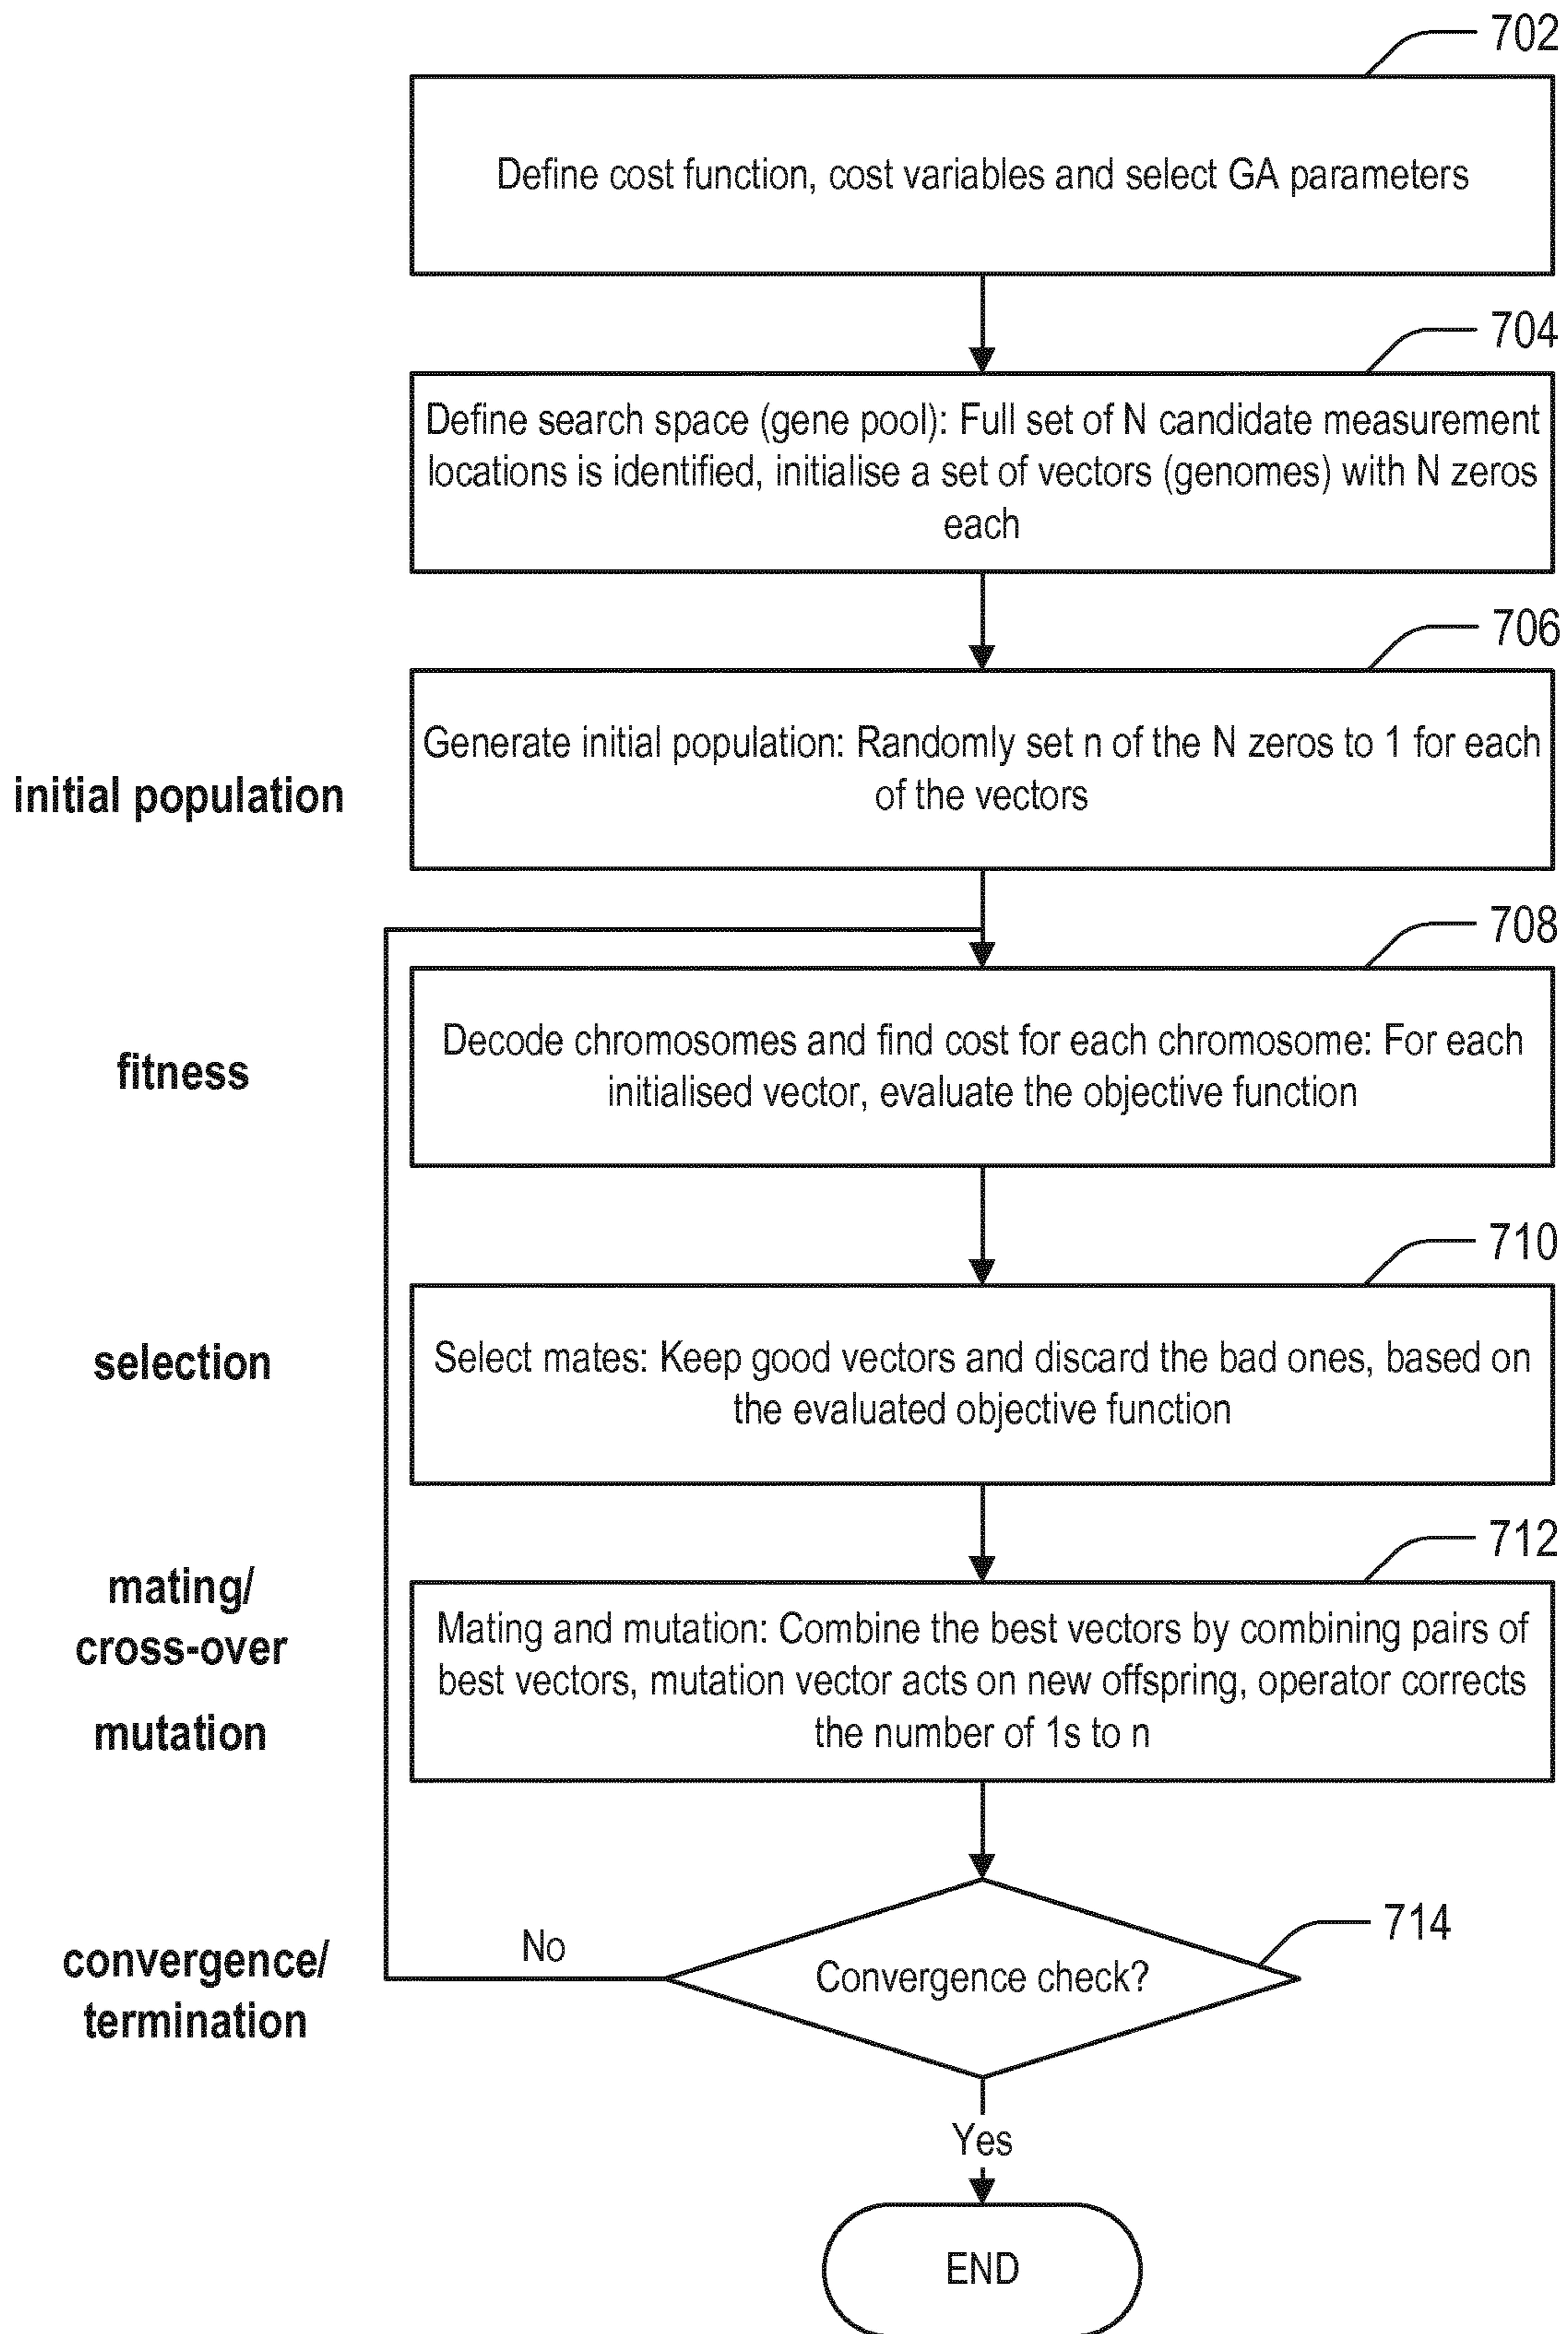 702
Define cost function, cost variables and select GA parameters
704
Define search space (gene pool): Full set of N candidate measurement
locations is identified, initialise a set of vectors (genomes) with N zeros
each
706
Generate initial population: Randomly set n of the N zeros to 1 for each
of the vectors
initial population
708
Decode chromosomes and find cost for each chromosome: For each
initialised vector, evaluate the objective function
fitness
710
Select mates: Keep good vectors and discard the bad ones, based on
the evaluated objective function
selection
712
mating/
cross-over
mutation
Mating and mutation: Combine the best vectors by combining pairs of
best vectors, mutation vector acts on new offspring, operator corrects
the number of 1s to n
714
convergence/
termination
No
Convergence check?
Yes
END